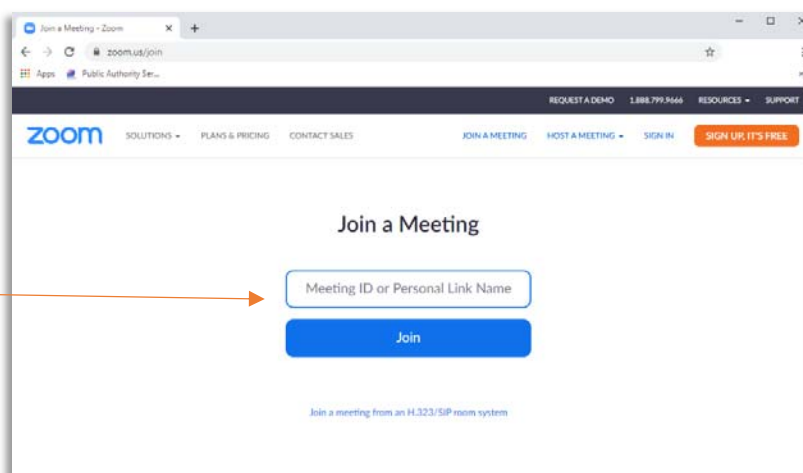 Join a Meeting - Zoom
zoom.us/join
Apps Public Authority Ser...
REQUEST A DEMO 1.888.799.9666 RESOURCES SUPPORT
zoom SOLUTIONS PLANS & PRICING CONTACT SALES JOIN A MEETING HOST A MEETING SIGN IN SIGN UP, IT'S FREE
Join a Meeting
Meeting ID or Personal Link Name
Join
Join a meeting from an H.323/SIP room system